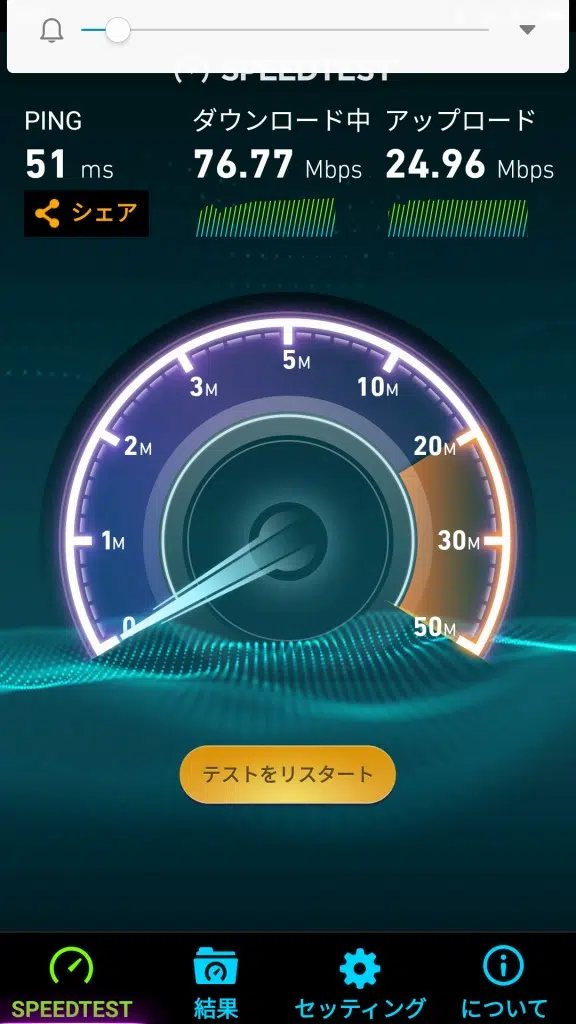 SPEEDTEST
PING ダウンロード中 アップロード
51 ms 76.77 Mbps 24.96 Mbps
シェア
5M
3M 10M
2M 20M
1M 30M
0 50M
テストをリスタート
SPEEDTEST 結果 セッティング について